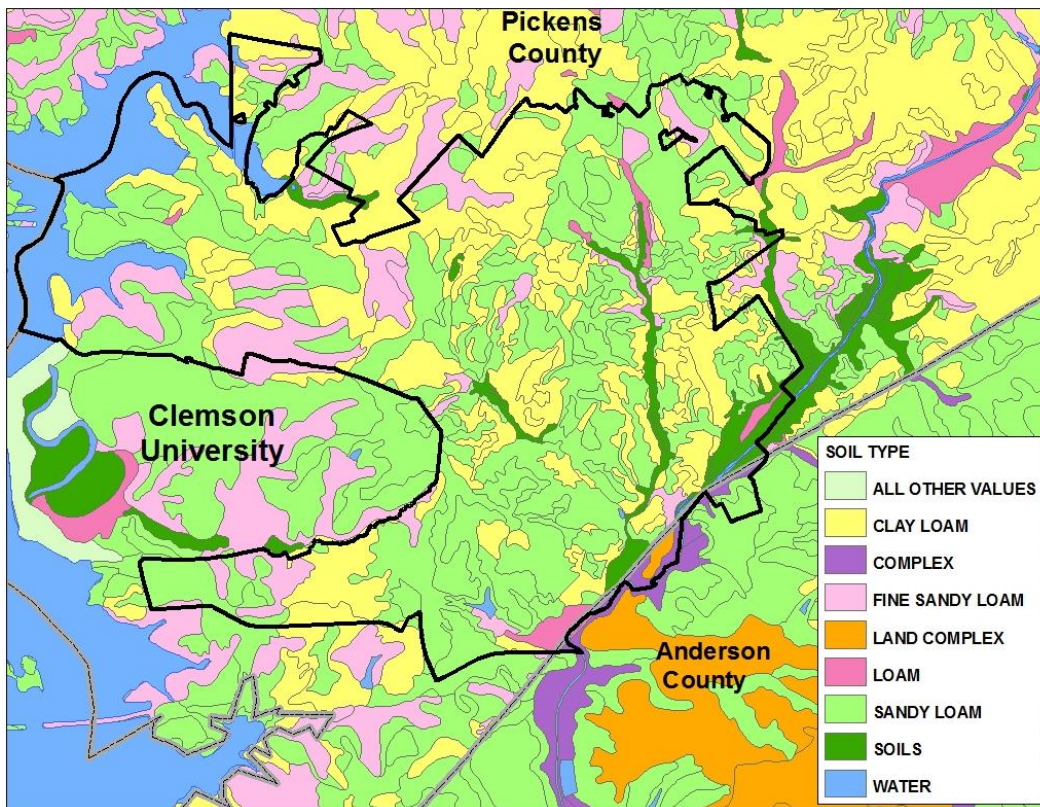 Pickens
County
Clemson
University
Anderson
County
SOIL TYPE
ALL OTHER VALUES
CLAY LOAM
COMPLEX
FINE SANDY LOAM
LAND COMPLEX
LOAM
SANDY LOAM
SOILS
WATER